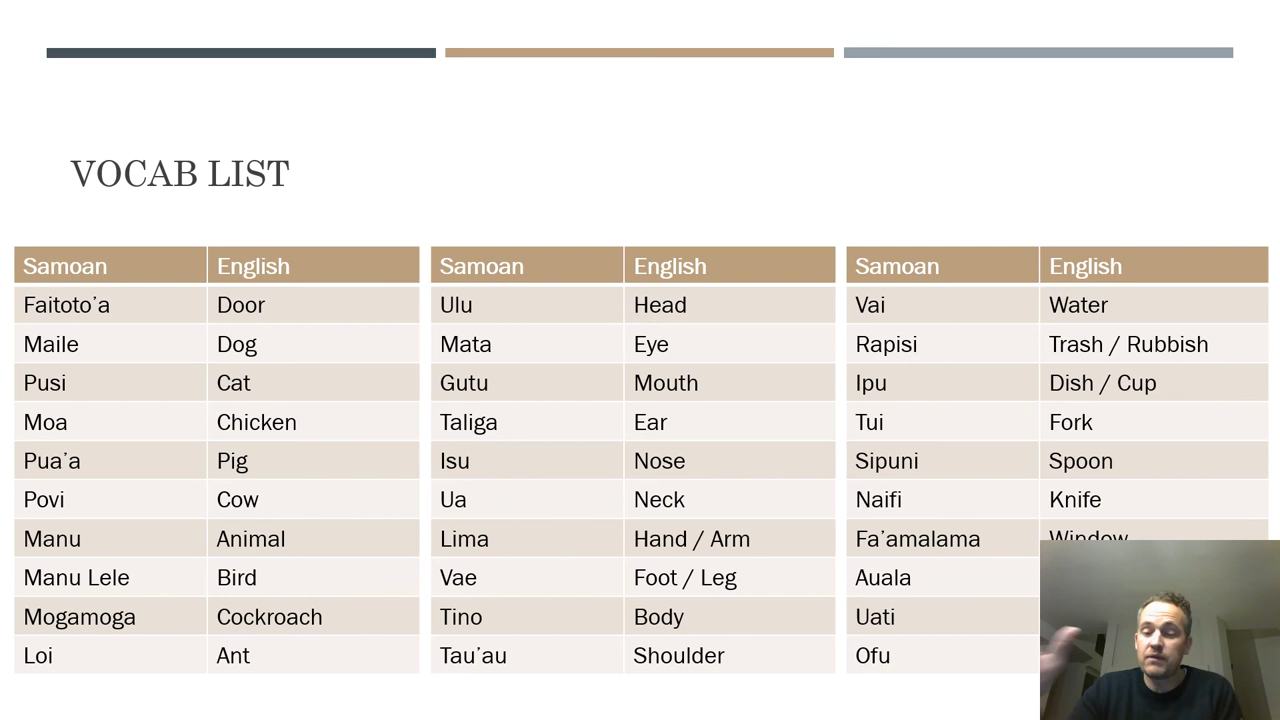 VOCAB LIST
Samoan English
Faitoto’a Door
Maile Dog
Pusi Cat
Moa Chicken
Pua’a Pig
Povi Cow
Manu Animal
Manu Lele Bird
Mogamoga Cockroach
Loi Ant
Samoan English
Ulu Head
Mata Eye
Gutu Mouth
Taliga Ear
Isu Nose
Ua Neck
Lima Hand / Arm
Vae Foot / Leg
Tino Body
Tau’au Shoulder
Samoan English
Vai Water
Rapisi Trash / Rubbish
Ipu Dish / Cup
Tui Fork
Sipuni Spoon
Naifi Knife
Fa’amalama Window
Auala
Uati
Ofu